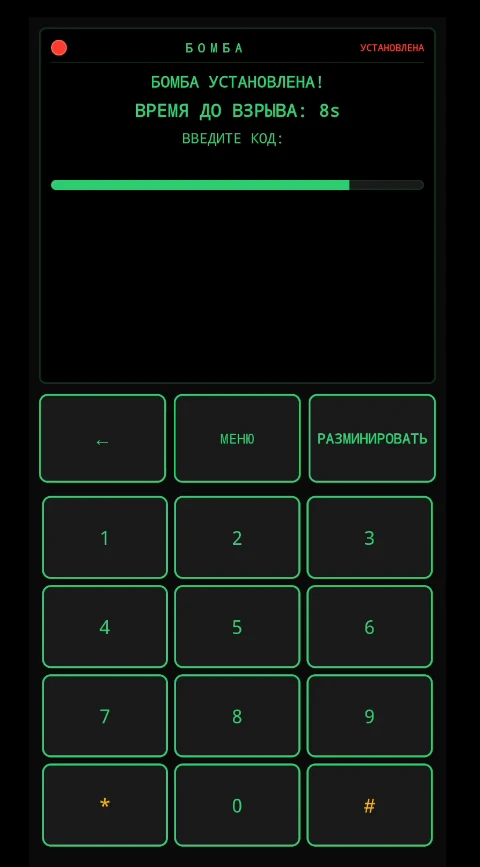 БОМБА УСТАНОВЛЕНА
БОМБА УСТАНОВЛЕНА!
ВРЕМЯ ДО ВЗРЫВА: 8s
ВВЕДИТЕ КОД:
← МЕНЮ РАЗМИНИРОВАТЬ
1 2 3
4 5 6
7 8 9
* 0 #